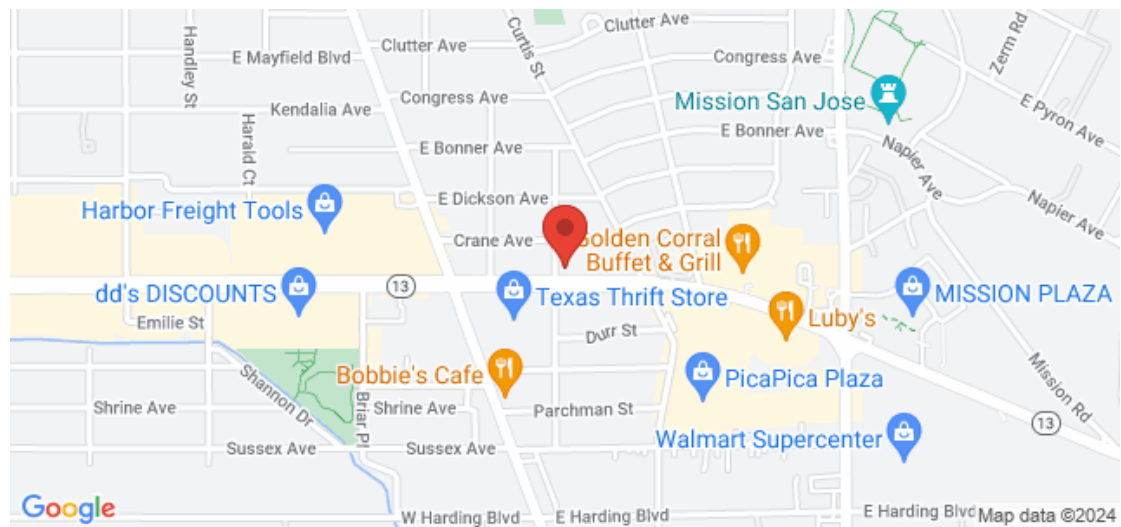 Clutter Ave
Clutter Ave
Curtis St
Handley St
E Mayfield Blvd
Congress Ave
Zerm Rd
Kendalia Ave
Congress Ave
Mission San Jose
E Pyron Ave
Harald Ct
E Bonner Ave
E Bonner Ave
Napier Ave
Napier Ave
E Dickson Ave
Harbor Freight Tools
Crane Ave
Golden Corral
Buffet & Grill
13
dd's DISCOUNTS
Texas Thrift Store
MISSION PLAZA
Emilie St
Durr St
Luby's
Bobbie's Cafe
PicaPica Plaza
Mission Rd
Shannon Dr
Briar Pl
Shrine Ave
Shrine Ave
Parchman St
13
Walmart Supercenter
Sussex Ave
Sussex Ave
Google
W Harding Blvd
E Harding Blvd
E Harding Blvd
Map data ©2024